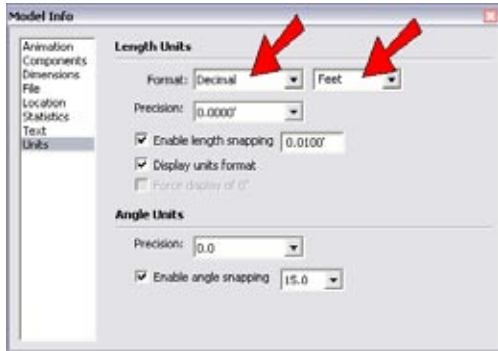 Model Info
Animation
Components
Dimensions
File
Location
Statistics
Text
Units
Length Units
Format: Decimal Feet
Precision: 0.0000'
Enable length snapping 0.0100'
Display units format
Force display of 0"
Angle Units
Precision: 0.0
Enable angle snapping 15.0